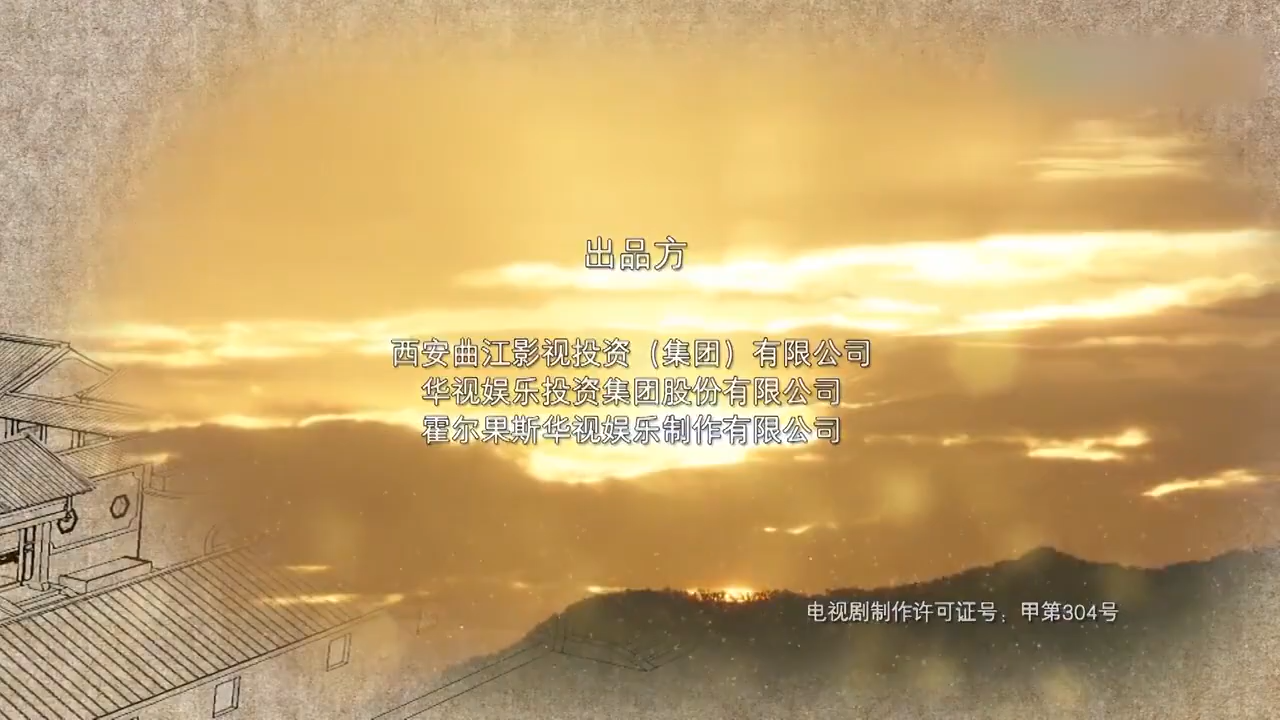 出品方
西安曲江影视投资（集团）有限公司
华视娱乐投资集团股份有限公司
霍尔果斯华视娱乐制作有限公司
电视剧制作许可证号：甲第304号